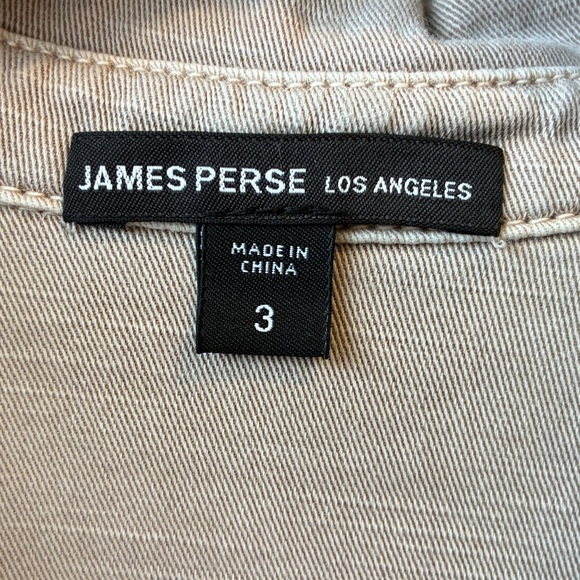 JAMES PERSE LOS ANGELES
MADE IN
CHINA
3